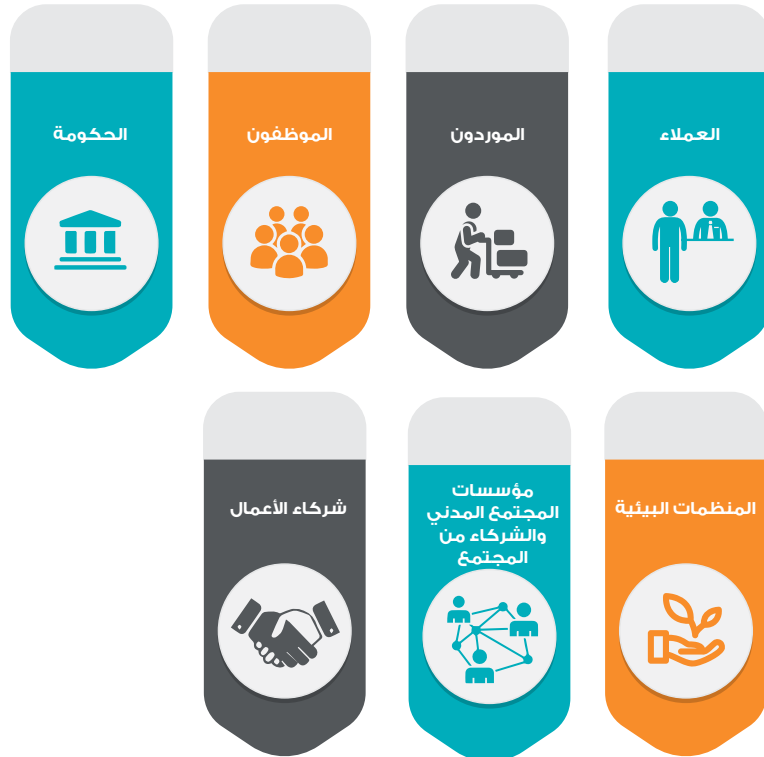 العملاء
الموردون
الموظفون
الحكومة
المنظمات البيئية
مؤسسات
المجتمع المدني
والشركاء من
المجتمع
شركاء الأعمال